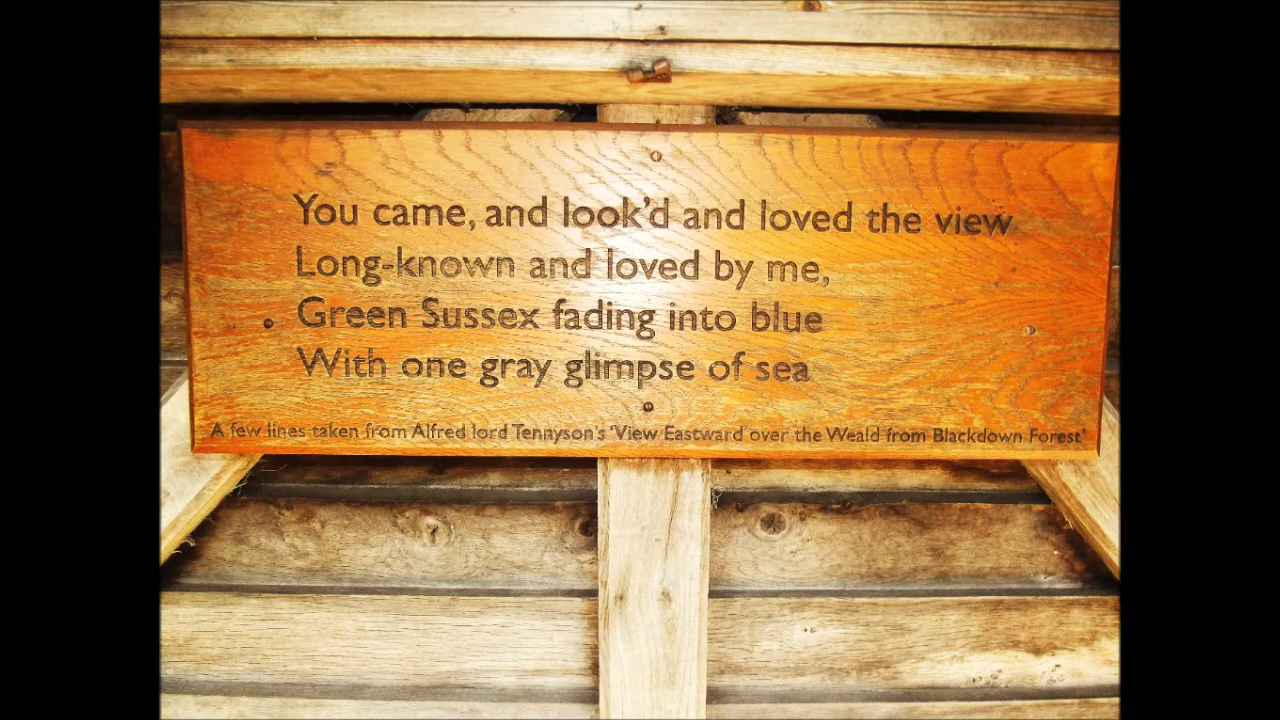 You came, and look'd and loved the view
Long-known and loved by me,
Green Sussex fading into blue
With one gray glimpse of sea
A few lines taken from Alfred lord Tennyson's 'View Eastward over the Weald from Blackdown Forest'